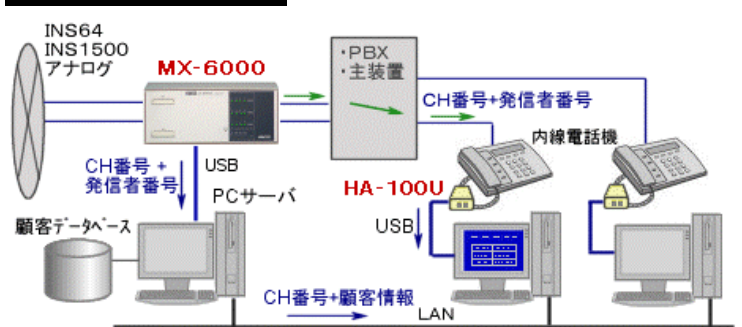 INS64
INS1500
アナログ
MX-6000
・PBX
・主装置
CH番号+発信者番号
内線電話機
CH番号 +
発信者番号
USB
PCサーバ
HA-100U
USB
顧客データベース
CH番号+顧客情報
LAN